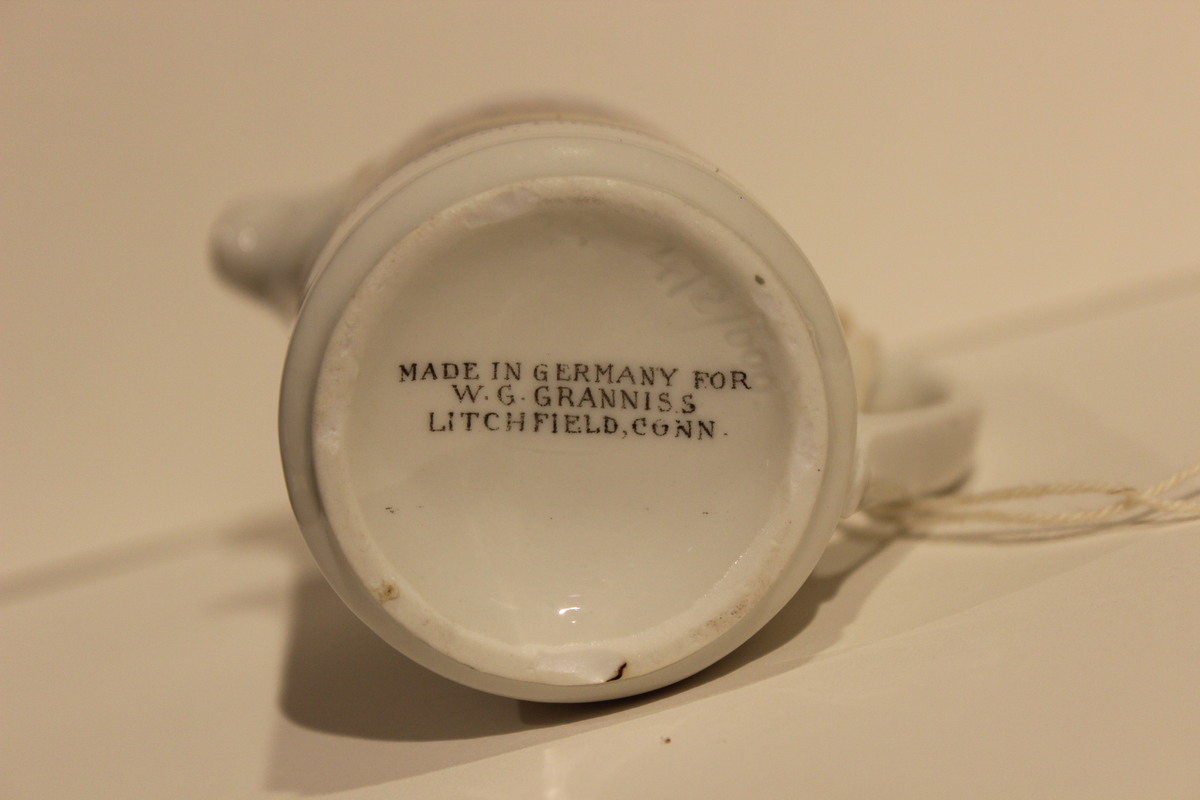 MADE IN GERMANY FOR
W. G. GRANNISS
LITCHFIELD, CONN.